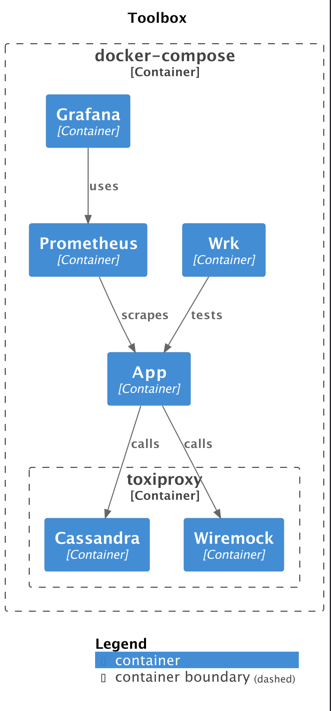 Toolbox
docker-compose
[Container]
Grafana
[Container]
uses
Prometheus
[Container]
Wrk
[Container]
scrapes
tests
App
[Container]
calls
calls
toxiproxy
[Container]
Cassandra
[Container]
Wiremock
[Container]
Legend
▯ container
▯ container boundary (dashed)